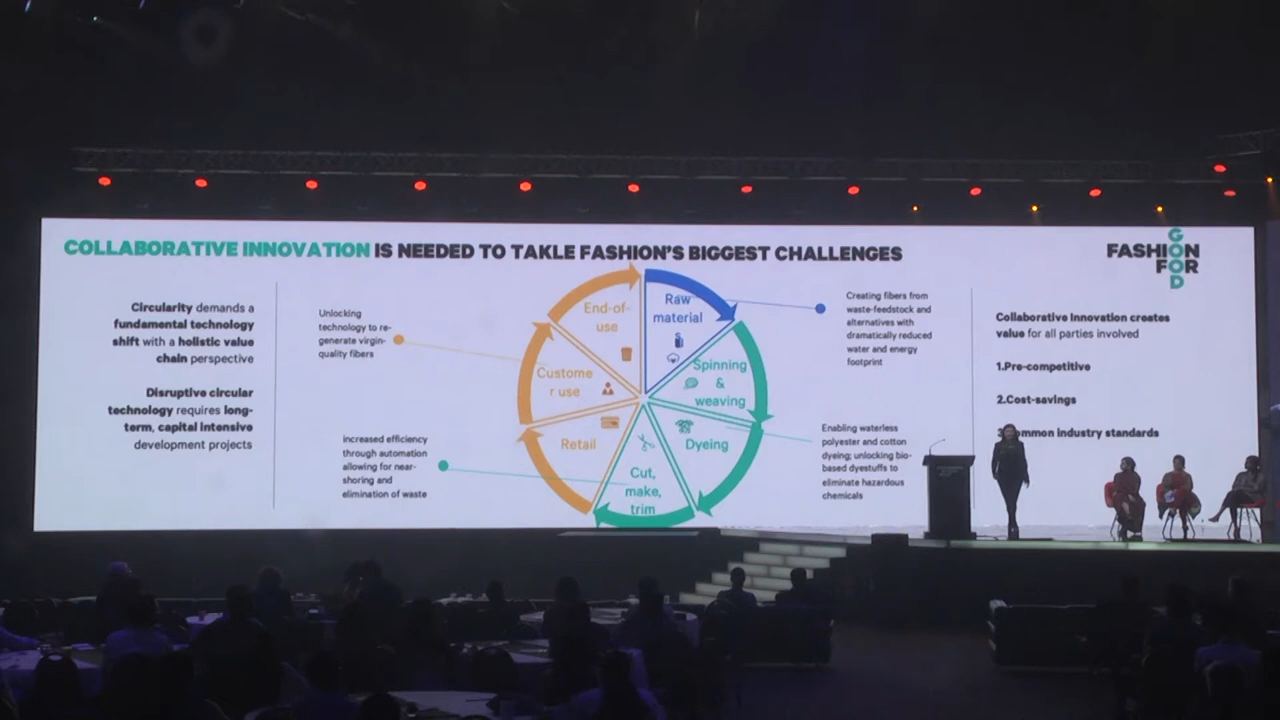 COLLABORATIVE INNOVATION IS NEEDED TO TAKLE FASHION'S BIGGEST CHALLENGES
GOOD
FASHION
FOR
Circularity demands a
fundamental technology
shift with a holistic value
chain perspective
Disruptive circular
technology requires long-
term, capital intensive
development projects
Unlocking
technology to re-
generate virgin-
quality fibers
Increased efficiency
through automation
allowing for near-
shoring and
elimination of waste
End-of-
use
Raw
material
s
Custome
r use
Spinning
&
weaving
Retail
Dyeing
Cut,
make,
trim
Creating fibers from
waste-feedstock and
alternatives with
dramatically reduced
water and energy
footprint
Enabling waterless
polyester and cotton
dyeing; unlocking bio-
based dyestuffs to
eliminate hazardous
chemicals
Collaborative Innovation creates
value for all parties involved
1.Pre-competitive
2.Cost-savings
3.Common industry standards